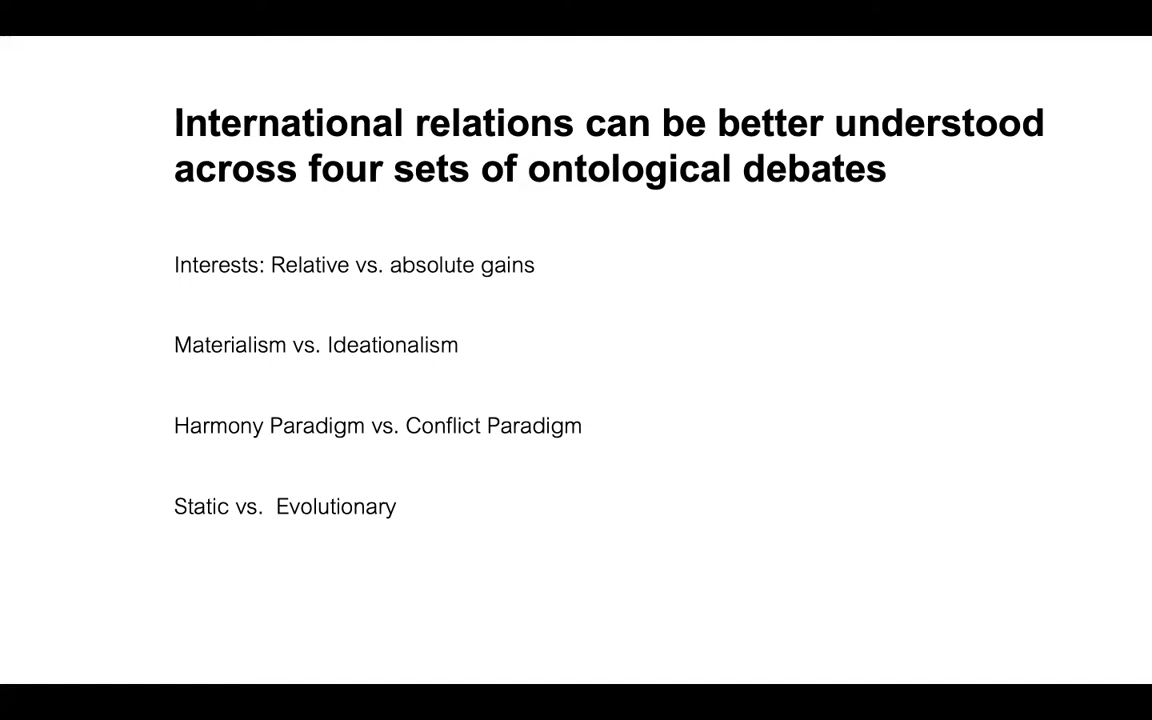 International relations can be better understood
across four sets of ontological debates
Interests: Relative vs. absolute gains
Materialism vs. Ideationalism
Harmony Paradigm vs. Conflict Paradigm
Static vs.  Evolutionary